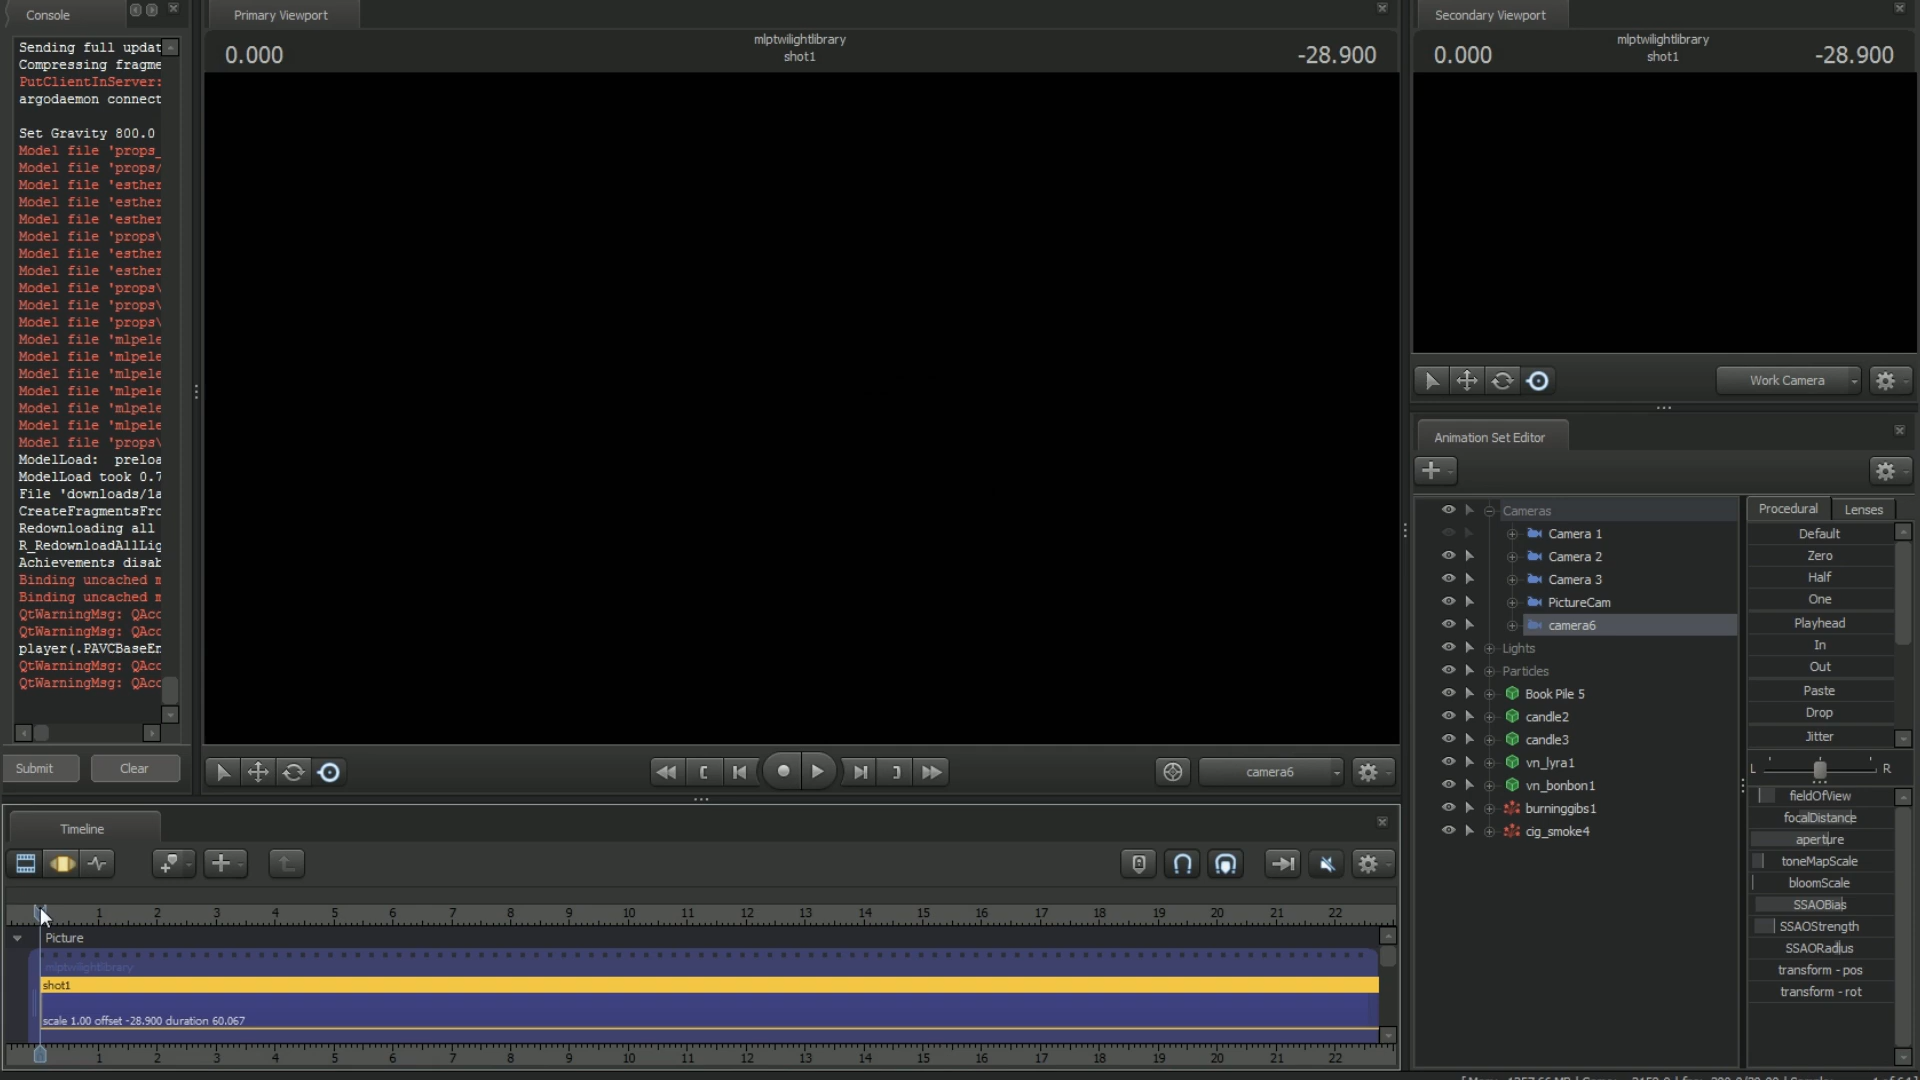 Console
Sending full updat
Compressing fragme
PutClientInServer:
argodaemon connect
Set Gravity 800.0
Model file 'props_
Model file 'props/
Model file 'esther
Model file 'esther
Model file 'esther
Model file 'props\
Model file 'esther
Model file 'esther
Model file 'props\
Model file 'props\
Model file 'props\
Model file 'mlpele
Model file 'mlpele
Model file 'mlpele
Model file 'mlpele
Model file 'mlpele
Model file 'mlpele
Model file 'props\
ModelLoad:  preloa
ModelLoad took 0.7
File 'downloads/1a
CreateFragmentsFro
Redownloading all
R_RedownloadAllLig
Achievements disab
Binding uncached m
Binding uncached m
QtWarningMsg: QAcc
QtWarningMsg: QAcc
player(.PAVCBaseEn
QtWarningMsg: QAcc
QtWarningMsg: QAcc
Submit
Clear
Primary Viewport
0.000
mlptwilightlibrary
shot1
-28.900
camera6
Secondary Viewport
0.000
mlptwilightlibrary
shot1
-28.900
Work Camera
Animation Set Editor
Cameras
Camera 1
Camera 2
Camera 3
PictureCam
camera6
Lights
Particles
Book Pile 5
candle2
candle3
vn_lyra1
vn_bonbon1
burninggibs1
cig_smoke4
Procedural
Lenses
Default
Zero
Half
One
Playhead
In
Out
Paste
Drop
Jitter
L
R
fieldOfView
focalDistance
aperture
toneMapScale
bloomScale
SSAOBias
SSAOStrength
SSAORadius
transform - pos
transform - rot
Timeline
1 2 3 4 5 6 7 8 9 10 11 12 13 14 15 16 17 18 19 20 21 22
Picture
mlptwilightlibrary
shot1
scale 1.00 offset -28.900 duration 60.067
1 2 3 4 5 6 7 8 9 10 11 12 13 14 15 16 17 18 19 20 21 22